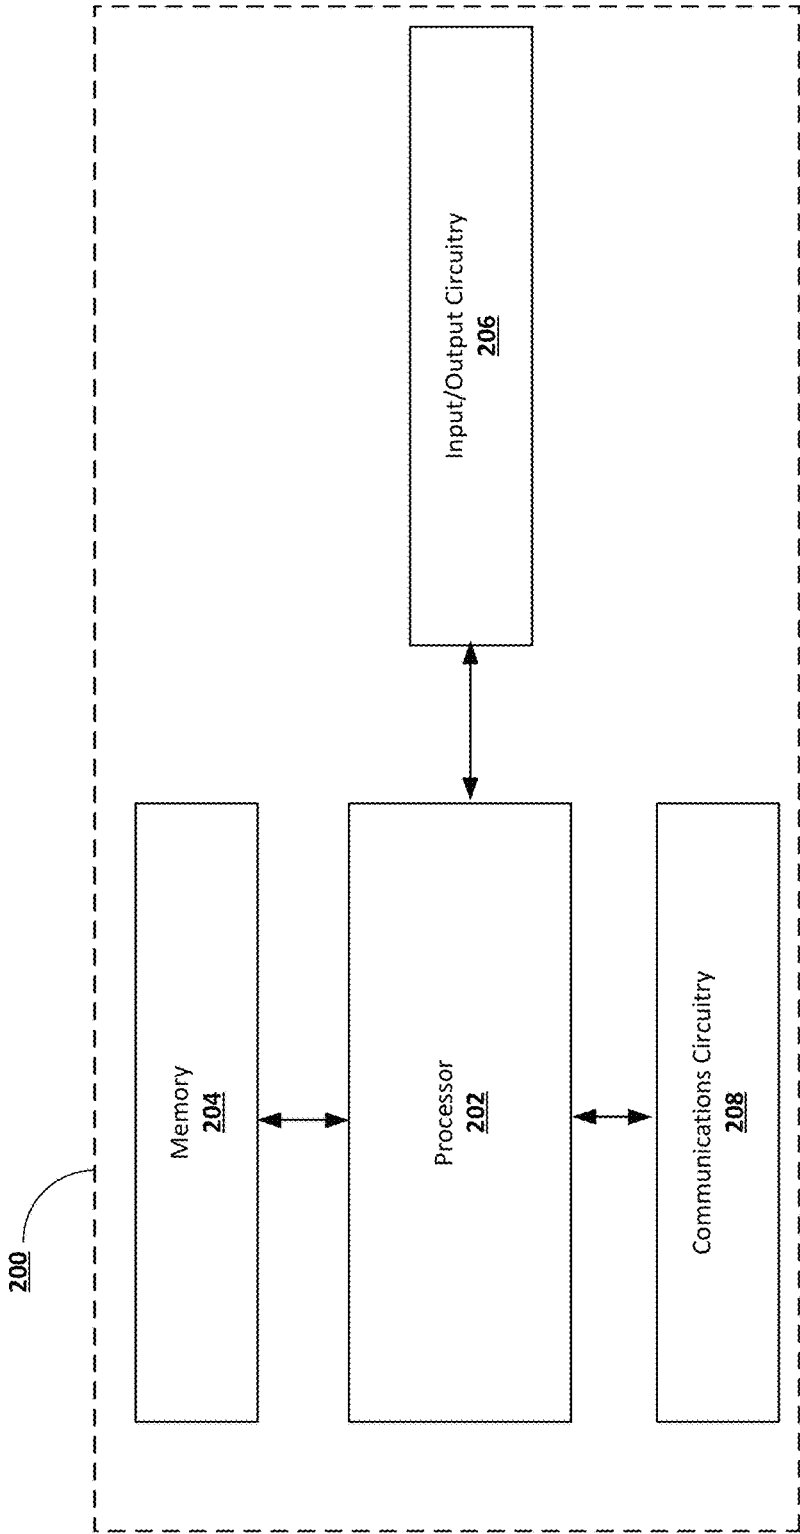 200
Memory
204
Processor
202
Input/Output Circuitry
206
Communications Circuitry
208